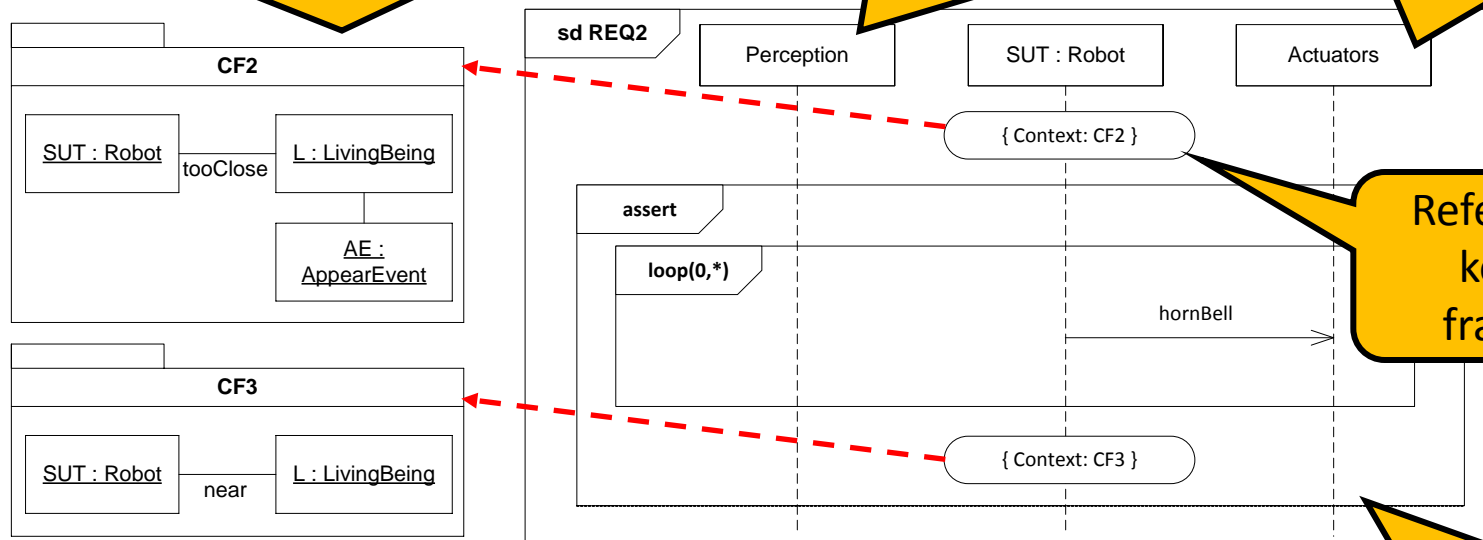 CF2
SUT : Robot
tooClose
L : LivingBeing
AE :
AppearEvent
CF3
SUT : Robot
near
L : LivingBeing
sd REQ2
Perception
SUT : Robot
Actuators
{ Context: CF2 }
assert
loop(0,*)
hornBell
{ Context: CF3 }